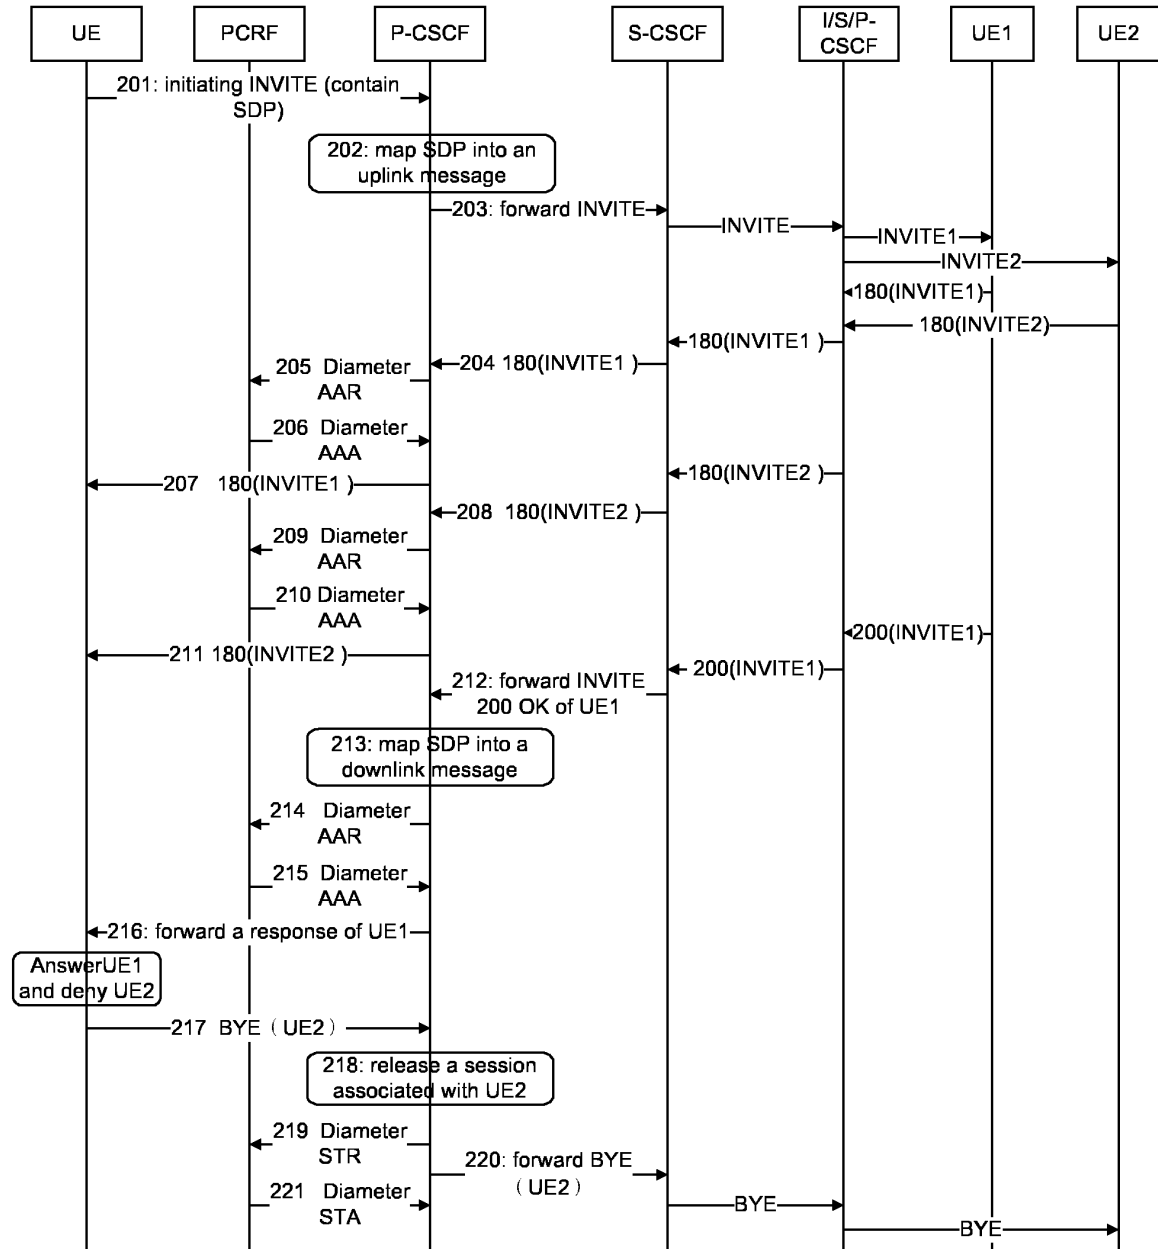 UE
PCRF
P-CSCF
S-CSCF
I/S/P-
CSCF
UE1
UE2
201: initiating INVITE (contain
SDP)
202: map SDP into an
uplink message
203: forward INVITE
INVITE
INVITE1
INVITE2
180(INVITE1)
180(INVITE2)
180(INVITE1 )
204 180(INVITE1 )
205 Diameter
AAR
206 Diameter
AAA
180(INVITE2 )
207 180(INVITE1 )
208 180(INVITE2 )
209 Diameter
AAR
210 Diameter
AAA
200(INVITE1)
211 180(INVITE2 )
200(INVITE1)
212: forward INVITE
200 OK of UE1
213: map SDP into a
downlink message
214 Diameter
AAR
215 Diameter
AAA
216: forward a response of UE1
AnswerUE1
and deny UE2
217 BYE（UE2）
218: release a session
associated with UE2
219 Diameter
STR
220: forward BYE
（UE2）
221 Diameter
STA
BYE
BYE